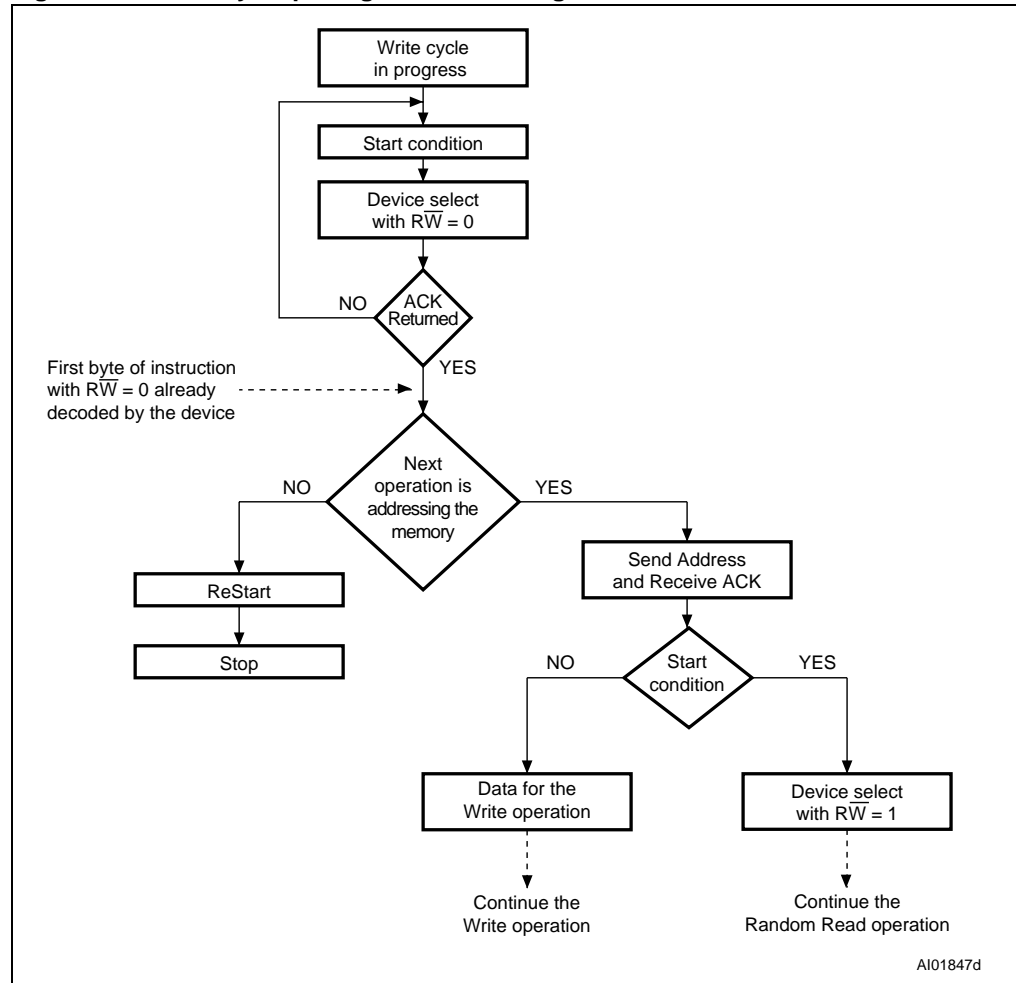 Write cycle
in progress
Start condition
Device select
with RW̅ = 0
NO
ACK
Returned
YES
First byte of instruction
with RW̅ = 0 already
decoded by the device
Next
operation is
addressing the
memory
NO
YES
Send Address
and Receive ACK
ReStart
Stop
NO
Start
condition
YES
Data for the
Write operation
Device select
with RW̅ = 1
Continue the
Write operation
Continue the
Random Read operation
AI01847d